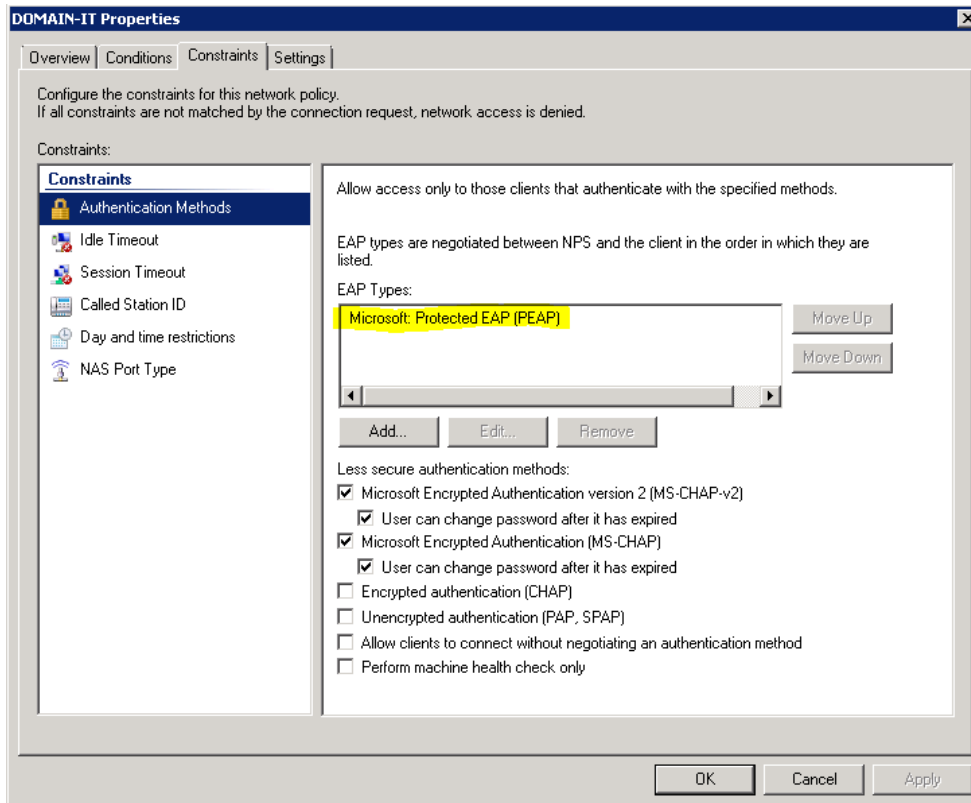 DOMAIN-IT Properties
Overview Conditions Constraints Settings
Configure the constraints for this network policy.
If all constraints are not matched by the connection request, network access is denied.
Constraints:
Constraints
Authentication Methods
Idle Timeout
Session Timeout
Called Station ID
Day and time restrictions
NAS Port Type
Allow access only to those clients that authenticate with the specified methods.
EAP types are negotiated between NPS and the client in the order in which they are
listed.
EAP Types:
Microsoft: Protected EAP (PEAP)
Move Up
Move Down
Add... Edit... Remove
Less secure authentication methods:
Microsoft Encrypted Authentication version 2 (MS-CHAP-v2)
User can change password after it has expired
Microsoft Encrypted Authentication (MS-CHAP)
User can change password after it has expired
Encrypted authentication (CHAP)
Unencrypted authentication (PAP, SPAP)
Allow clients to connect without negotiating an authentication method
Perform machine health check only
OK Cancel Apply